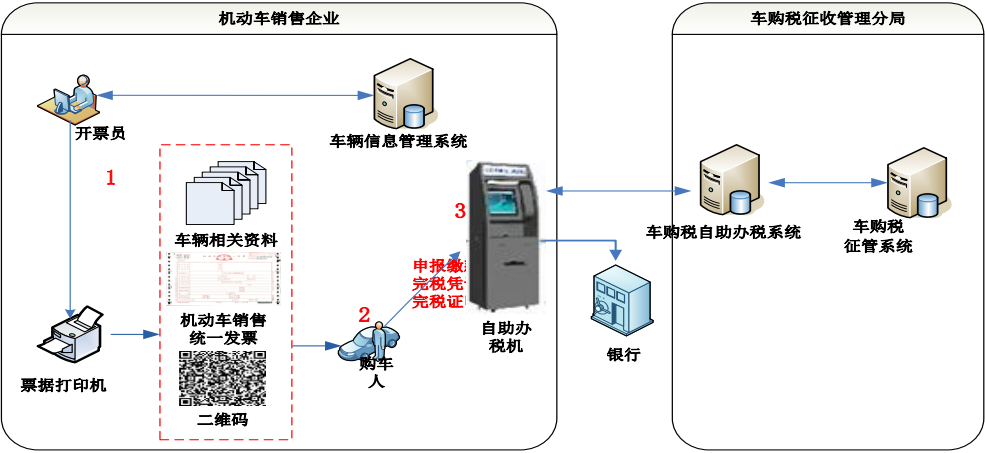 机动车销售企业
车购税征收管理分局
开票员
车辆信息管理系统
1
车辆相关资料
机动车销售
统一发票
二维码
票据打印机
2
购车
人
3
申报缴
完税凭
完税证
自助办
税机
银行
车购税自助办税系统
车购税
征管系统